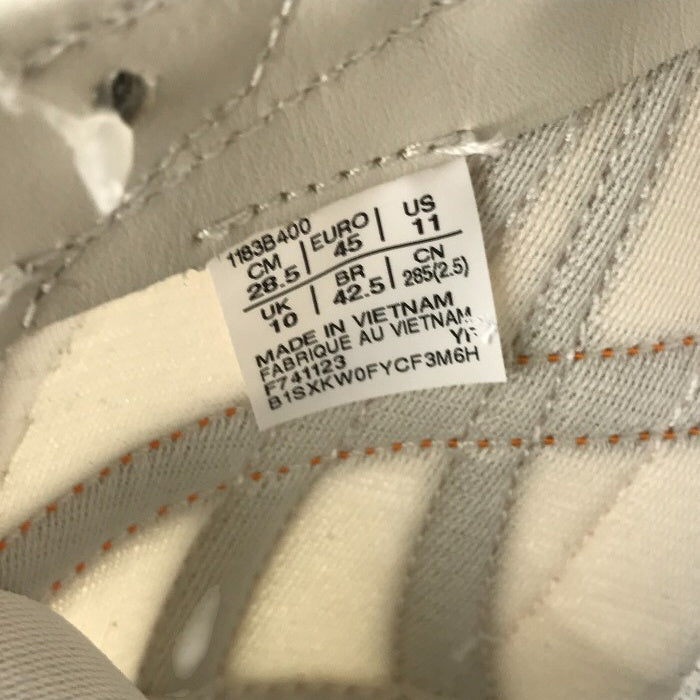 1183B400
CM | EURO | US
28.5 | 45 | 11
UK | BR | CN
10 | 42.5 | 285(2.5)
MADE IN VIETNAM
FABRIQUE AU VIETNAM
F741123
B1SXKW0FYCF3M6H